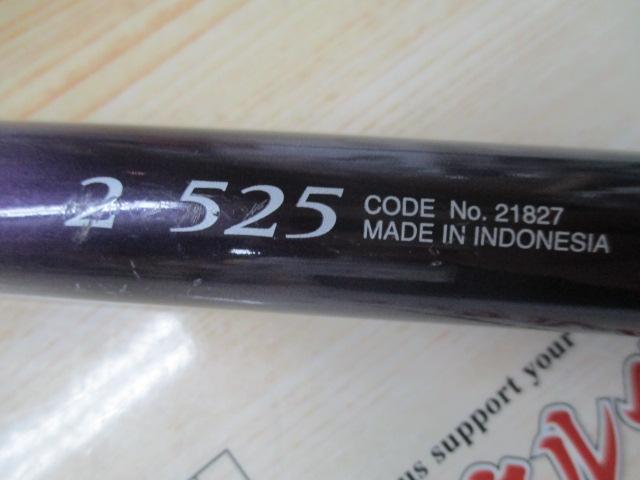 2 525
CODE No. 21827
MADE IN INDONESIA
us support your